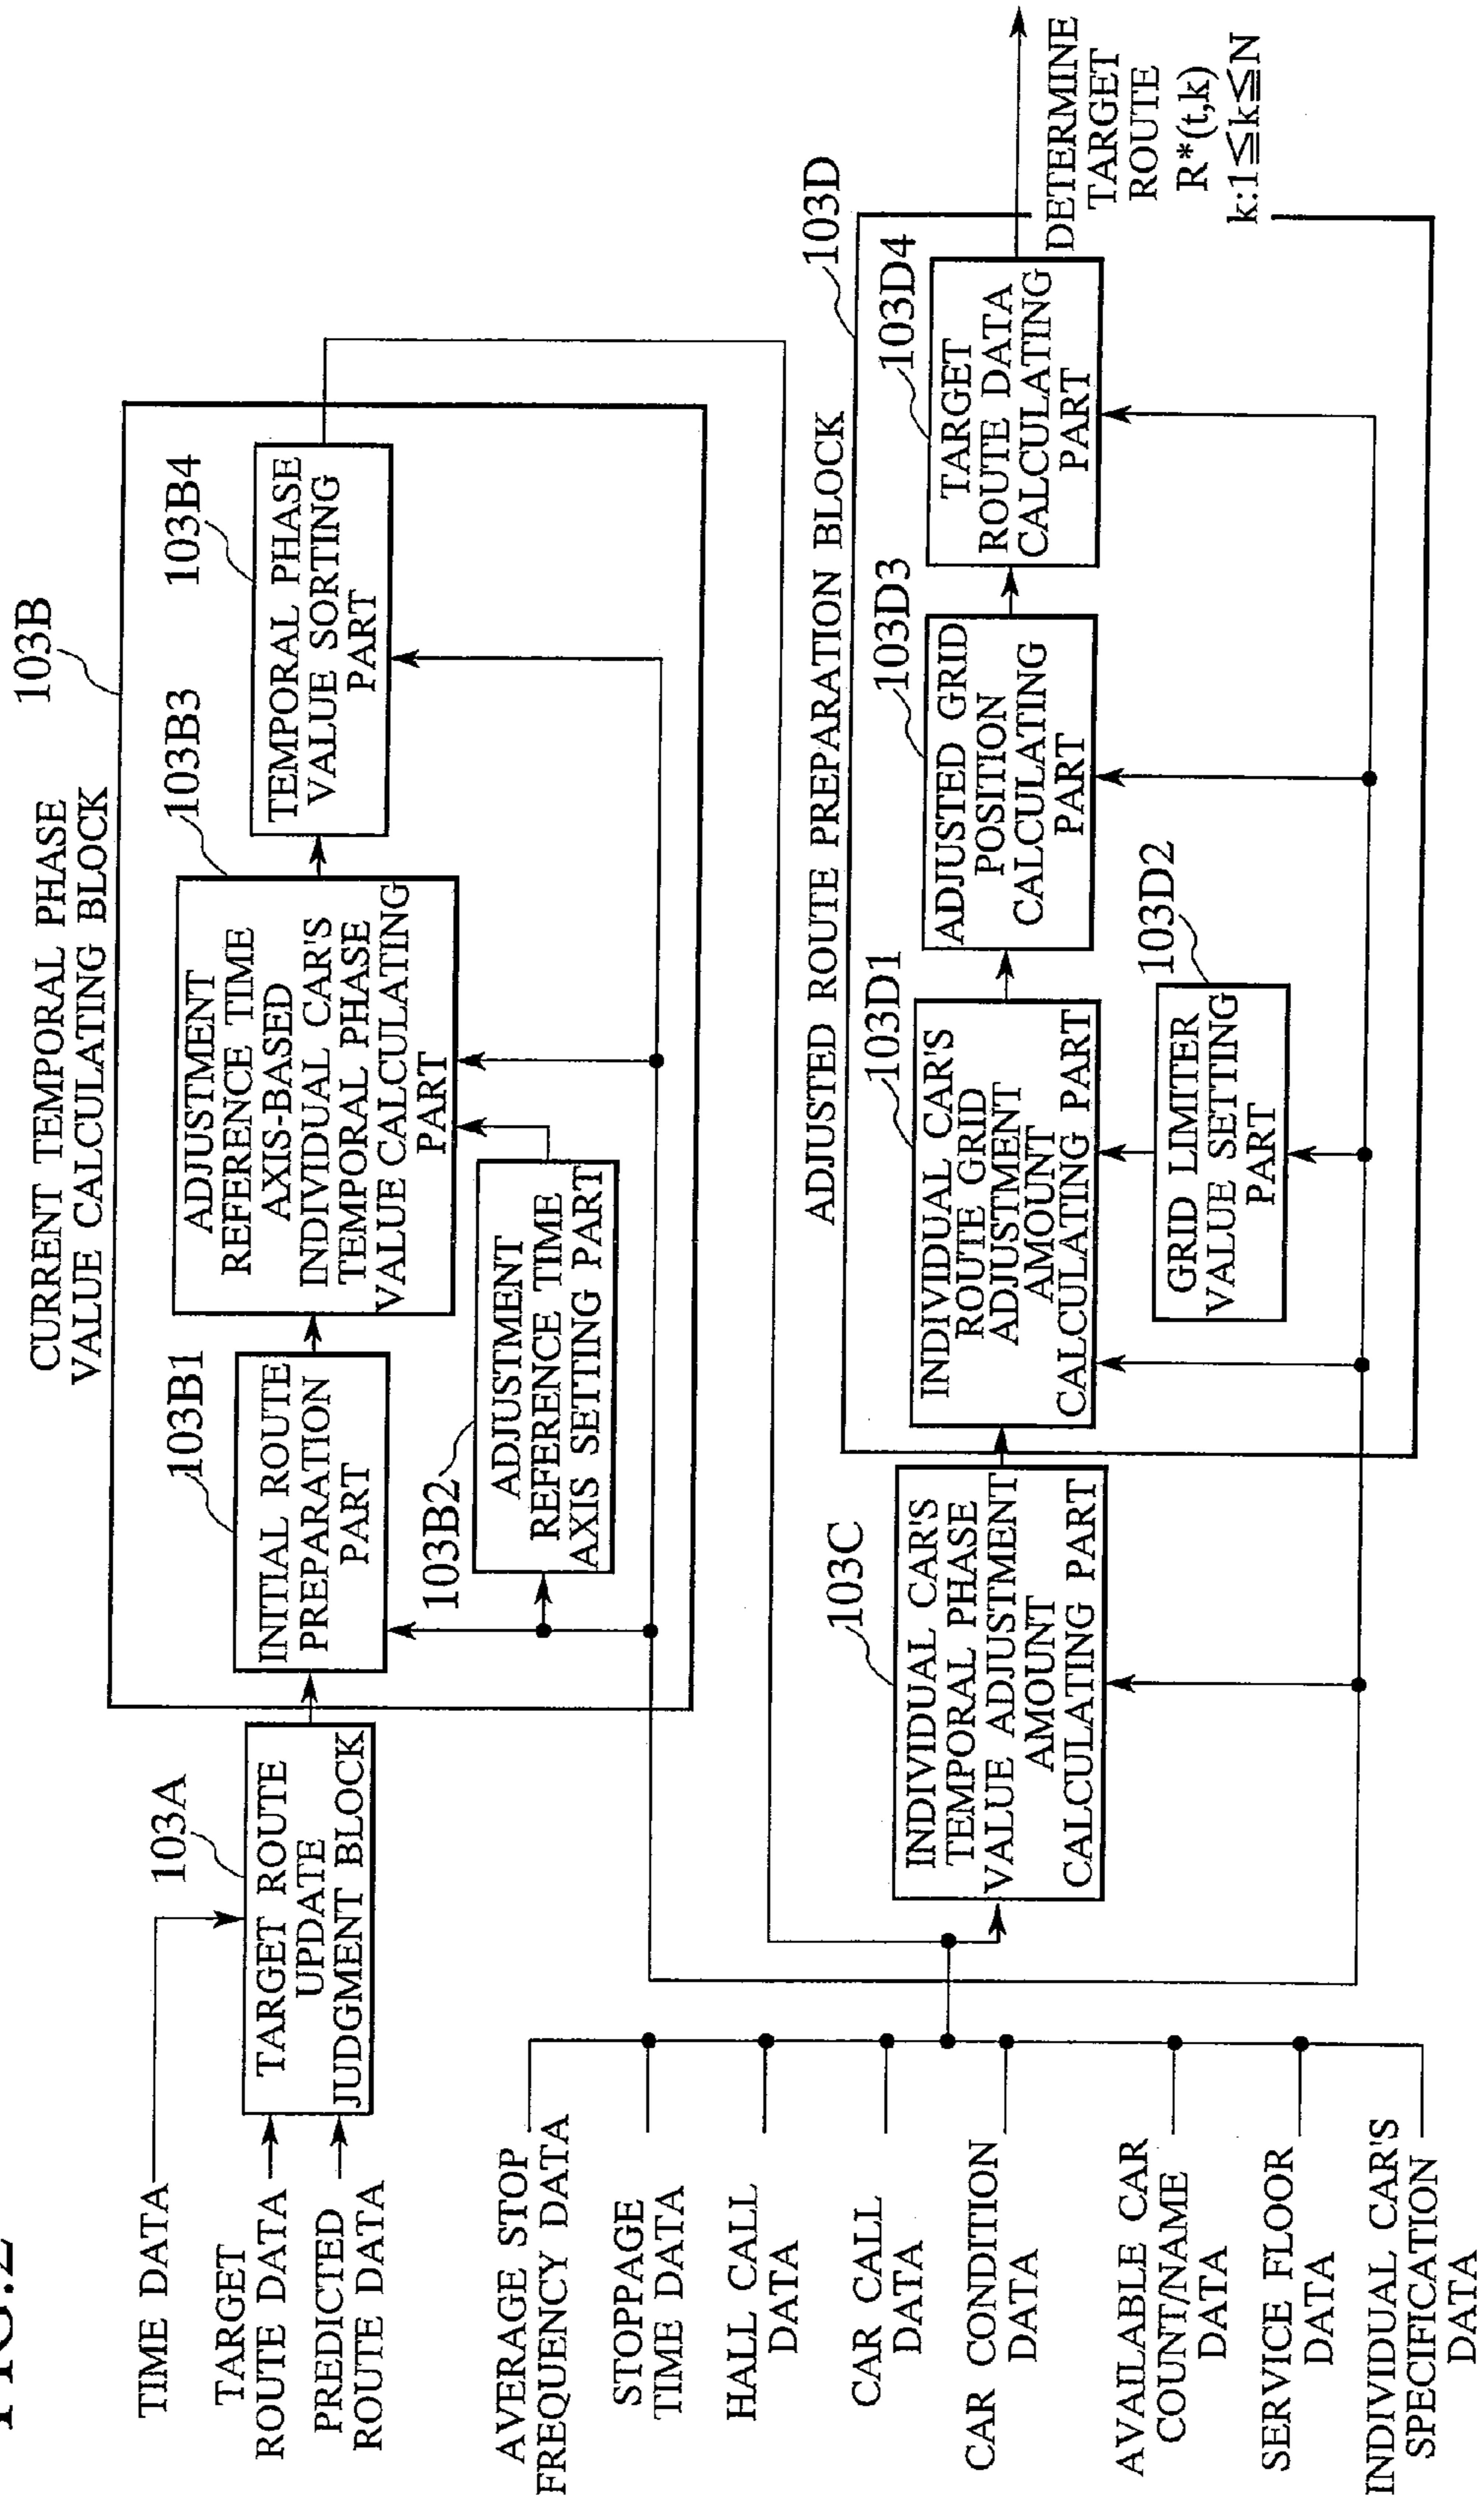 FIG.2
TIME DATA
TARGET
ROUTE DATA
PREDICTED
ROUTE DATA
103A
TARGET ROUTE
UPDATE
JUDGMENT BLOCK
CURRENT TEMPORAL PHASE
VALUE CALCULATING BLOCK
103B
103B1
INITIAL ROUTE
PREPARATION
PART
103B2
ADJUSTMENT
REFERENCE TIME
AXIS SETTING PART
103B3
ADJUSTMENT
REFERENCE TIME
AXIS-BASED
INDIVIDUAL CAR'S
TEMPORAL PHASE
VALUE CALCULATING
PART
103B4
TEMPORAL PHASE
VALUE SORTING
PART
AVERAGE STOP
FREQUENCY DATA
STOPPAGE
TIME DATA
HALL CALL
DATA
CAR CALL
DATA
CAR CONDITION
DATA
AVAILABLE CAR
COUNT/NAME
DATA
SERVICE FLOOR
DATA
INDIVIDUAL CAR'S
SPECIFICATION
DATA
103C
INDIVIDUAL CAR'S
TEMPORAL PHASE
VALUE ADJUSTMENT
AMOUNT
CALCULATING PART
ADJUSTED ROUTE PREPARATION BLOCK
103D
103D1
INDIVIDUAL CAR'S
ROUTE GRID
ADJUSTMENT
AMOUNT
CALCULATING PART
103D2
GRID LIMITER
VALUE SETTING
PART
103D3
ADJUSTED GRID
POSITION
CALCULATING
PART
103D4
TARGET
ROUTE DATA
CALCULATING
PART
DETERMINE
TARGET
ROUTE
R*(t,k)
k:1≦k≦N